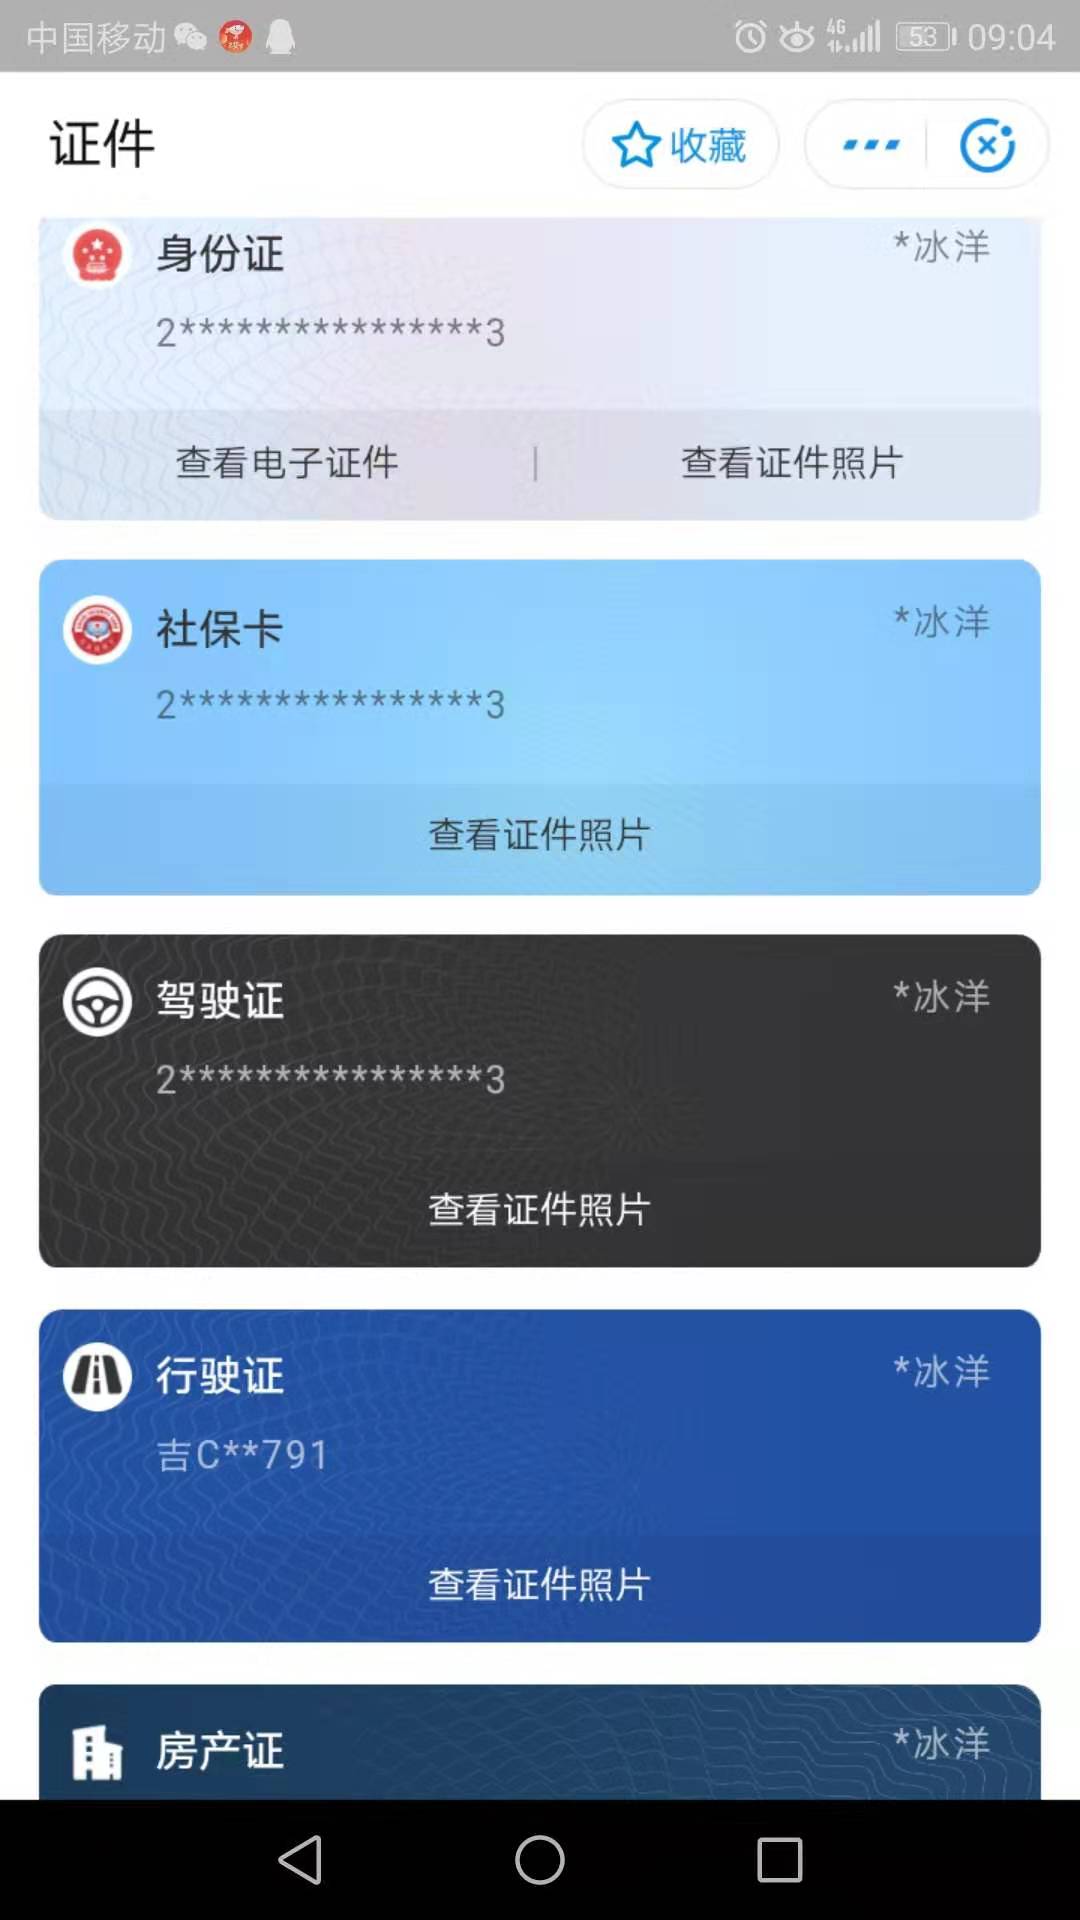 中国移动 4G 53 09:04
证件 收藏
身份证 *冰洋
2****************3
查看电子证件 | 查看证件照片
社保卡 *冰洋
2****************3
查看证件照片
驾驶证 *冰洋
2****************3
查看证件照片
行驶证 *冰洋
吉C**791
查看证件照片
房产证 *冰洋